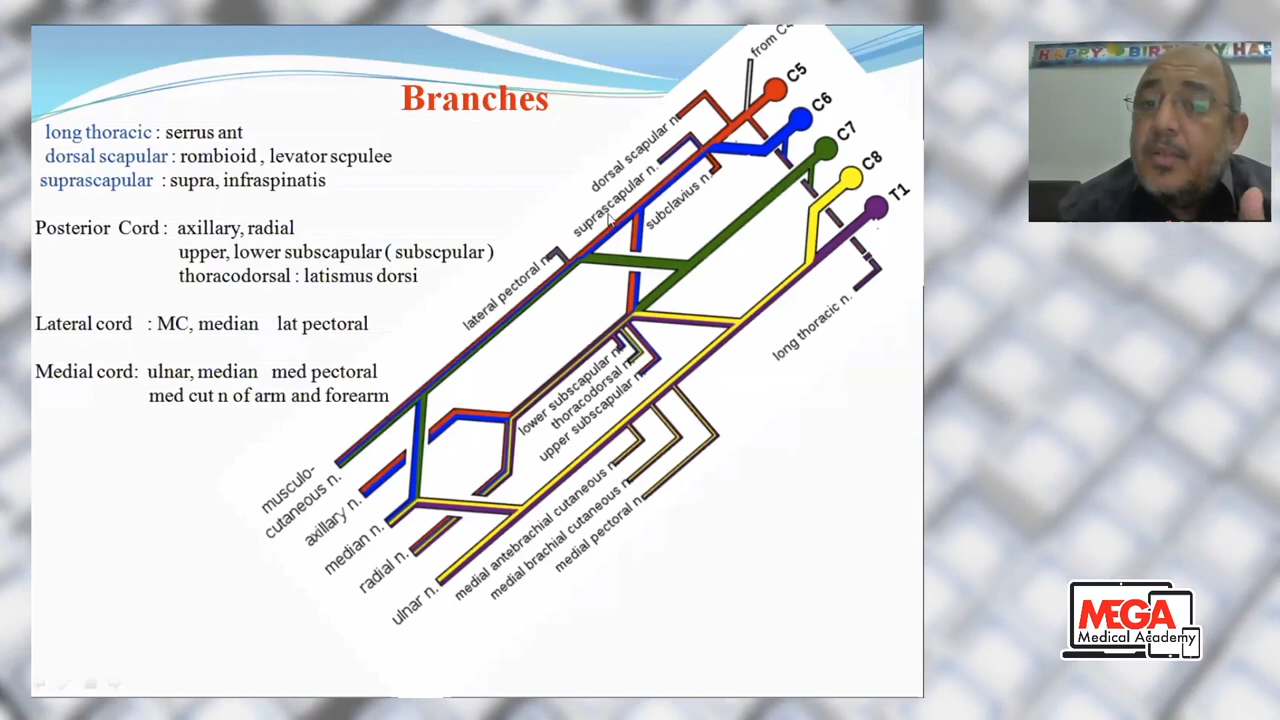 Branches
long thoracic : serrus ant
dorsal scapular : rombioid , levator scpulee
suprascapular : supra, infraspinatis
Posterior Cord : axillary, radial
upper, lower subscapular ( subscpular )
thoracodorsal : latismus dorsi
Lateral cord : MC, median lat pectoral
Medial cord: ulnar, median med pectoral
med cut n of arm and forearm
from C4
C5
C6
C7
C8
T1
dorsal scapular n.
suprascapular n.
subclavius n.
lateral pectoral n.
long thoracic n.
lower subscapular n.
thoracodorsal n.
upper subscapular n.
musculo-
cutaneous n.
axillary n.
median n.
radial n.
ulnar n.
medial antebrachial cutaneous n.
medial brachial cutaneous n.
medial pectoral n.
HAPPY BIRTHDAY HA
MEGA
Medical Academy